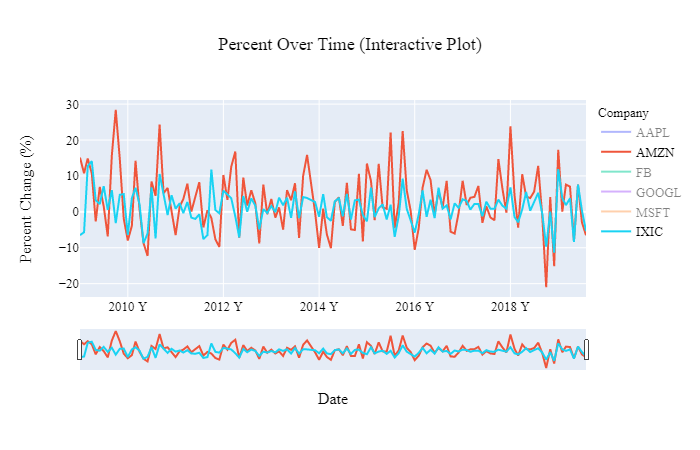 Percent Over Time (Interactive Plot)
Company
AAPL
AMZN
FB
GOOGL
MSFT
IXIC
Percent Change (%)
30
20
10
0
−10
−20
2010 Y 2012 Y 2014 Y 2016 Y 2018 Y
Date